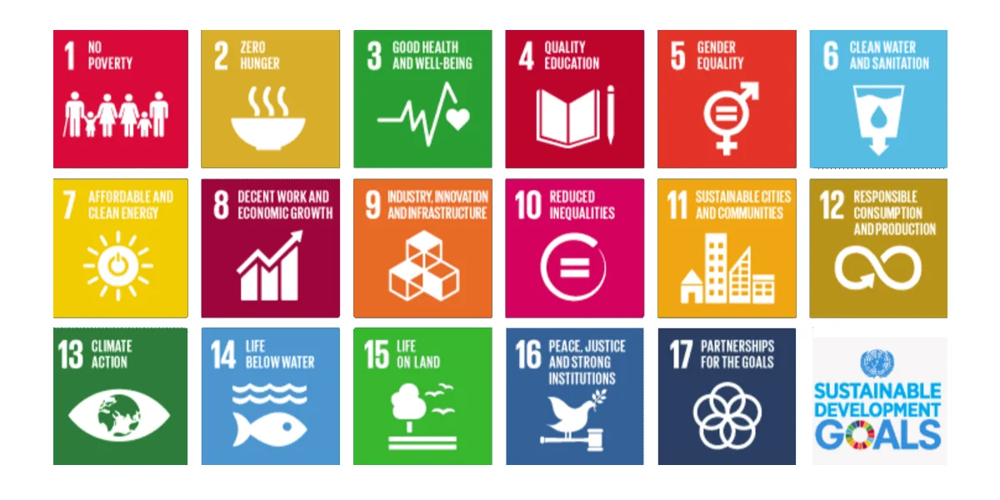 1 NO
POVERTY
2 ZERO
HUNGER
3 GOOD HEALTH
AND WELL-BEING
4 QUALITY
EDUCATION
5 GENDER
EQUALITY
6 CLEAN WATER
AND SANITATION
7 AFFORDABLE AND
CLEAN ENERGY
8 DECENT WORK AND
ECONOMIC GROWTH
9 INDUSTRY, INNOVATION
AND INFRASTRUCTURE
10 REDUCED
INEQUALITIES
11 SUSTAINABLE CITIES
AND COMMUNITIES
12 RESPONSIBLE
CONSUMPTION
AND PRODUCTION
13 CLIMATE
ACTION
14 LIFE
BELOW WATER
15 LIFE
ON LAND
16 PEACE, JUSTICE
AND STRONG
INSTITUTIONS
17 PARTNERSHIPS
FOR THE GOALS
SUSTAINABLE
DEVELOPMENT
GOALS